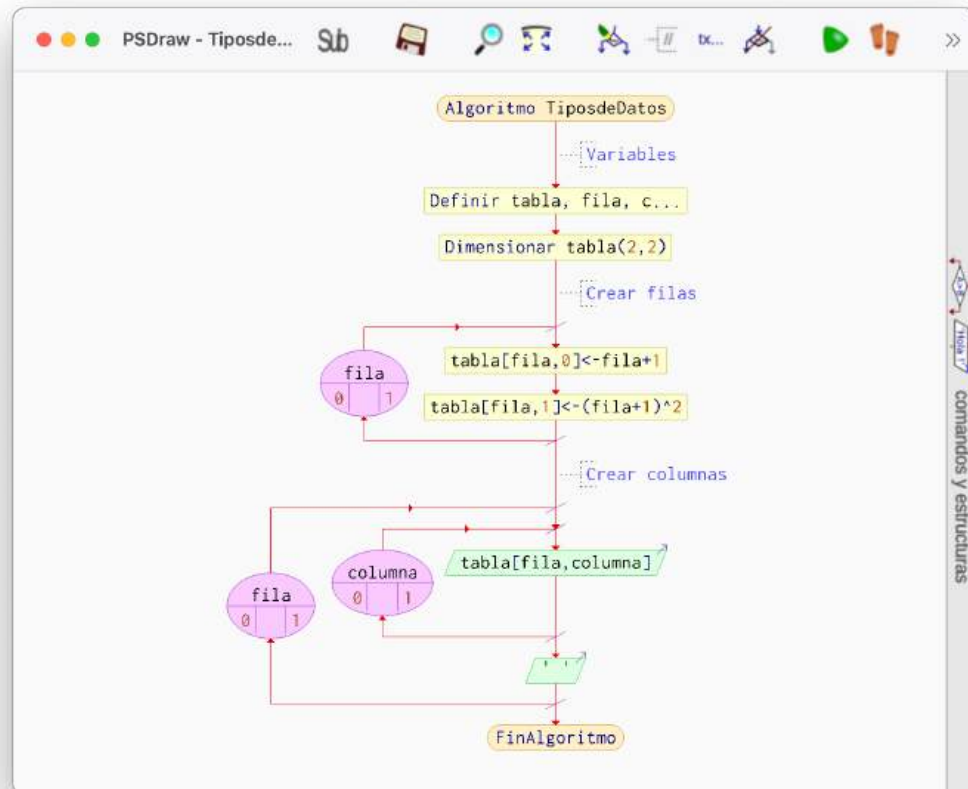 PSDraw - Tiposde...
Sub
tx...
Algoritmo TiposdeDatos
Variables
Definir tabla, fila, c...
Dimensionar tabla(2,2)
Crear filas
fila
0 1
tabla[fila,0]<-fila+1
tabla[fila,1]<-(fila+1)^2
Crear columnas
fila
0 1
columna
0 1
tabla[fila,columna]
' '
FinAlgoritmo
A>B
'Hola !'
comandos y estructuras